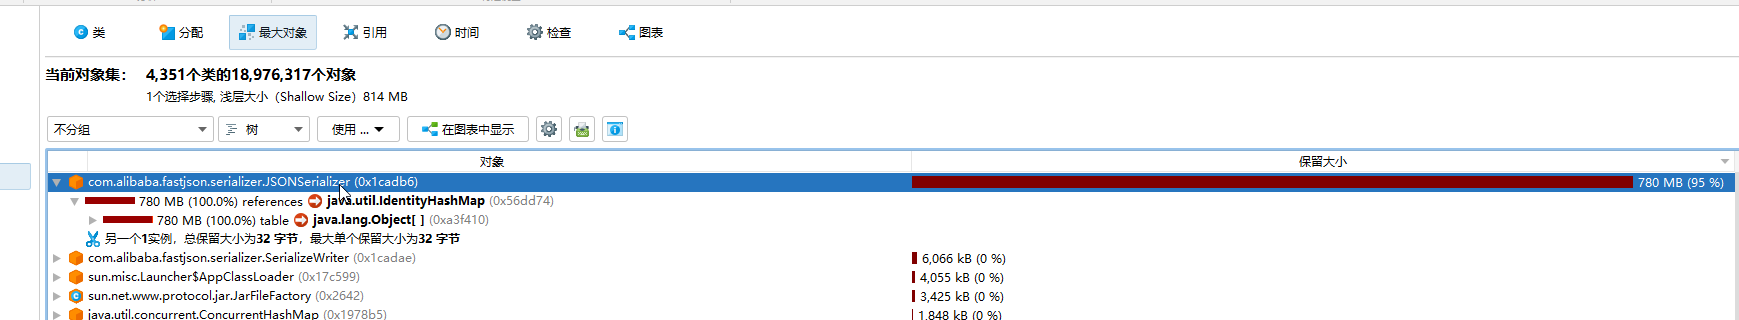 类 分配 最大对象 引用 时间 检查 图表
当前对象集： 4,351个类的18,976,317个对象
1个选择步骤, 浅层大小（Shallow Size）814 MB
不分组 树 使用 ... 在图表中显示
对象 保留大小
com.alibaba.fastjson.serializer.JSONSerializer (0x1cadb6) 780 MB (95 %)
780 MB (100.0%) references java.util.IdentityHashMap (0x56dd74)
780 MB (100.0%) table java.lang.Object[ ] (0xa3f410)
另一个1实例，总保留大小为32 字节，最大单个保留大小为32 字节
com.alibaba.fastjson.serializer.SerializeWriter (0x1cadae) 6,066 kB (0 %)
sun.misc.Launcher$AppClassLoader (0x17c599) 4,055 kB (0 %)
sun.net.www.protocol.jar.JarFileFactory (0x2642) 3,425 kB (0 %)
java.util.concurrent.ConcurrentHashMap (0x1978b5) 1,848 kB (0 %)